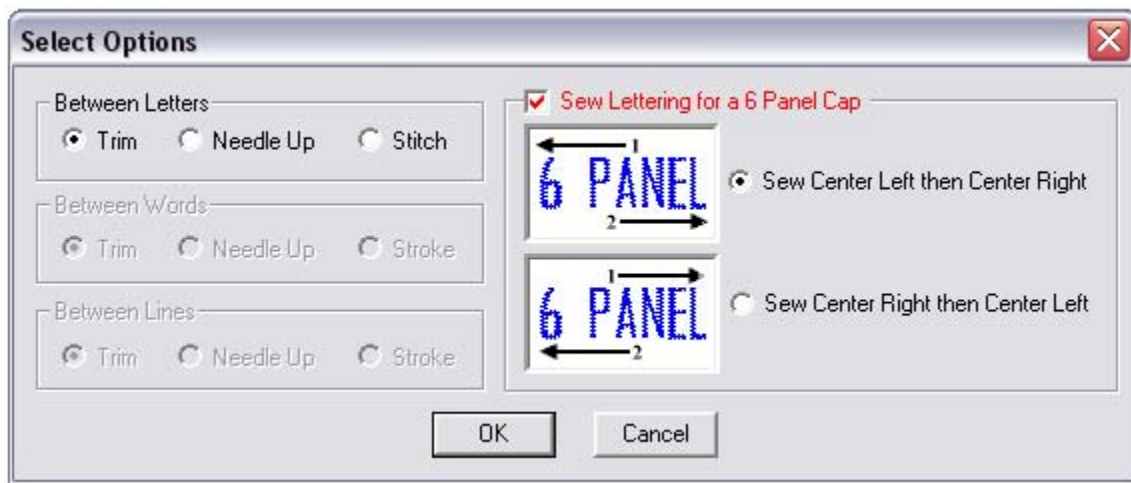 Select Options
Between Letters
Trim Needle Up Stitch
Between Words
Trim Needle Up Stroke
Between Lines
Trim Needle Up Stroke
Sew Lettering for a 6 Panel Cap
1
6 PANEL
2
Sew Center Left then Center Right
1
6 PANEL
2
Sew Center Right then Center Left
OK Cancel